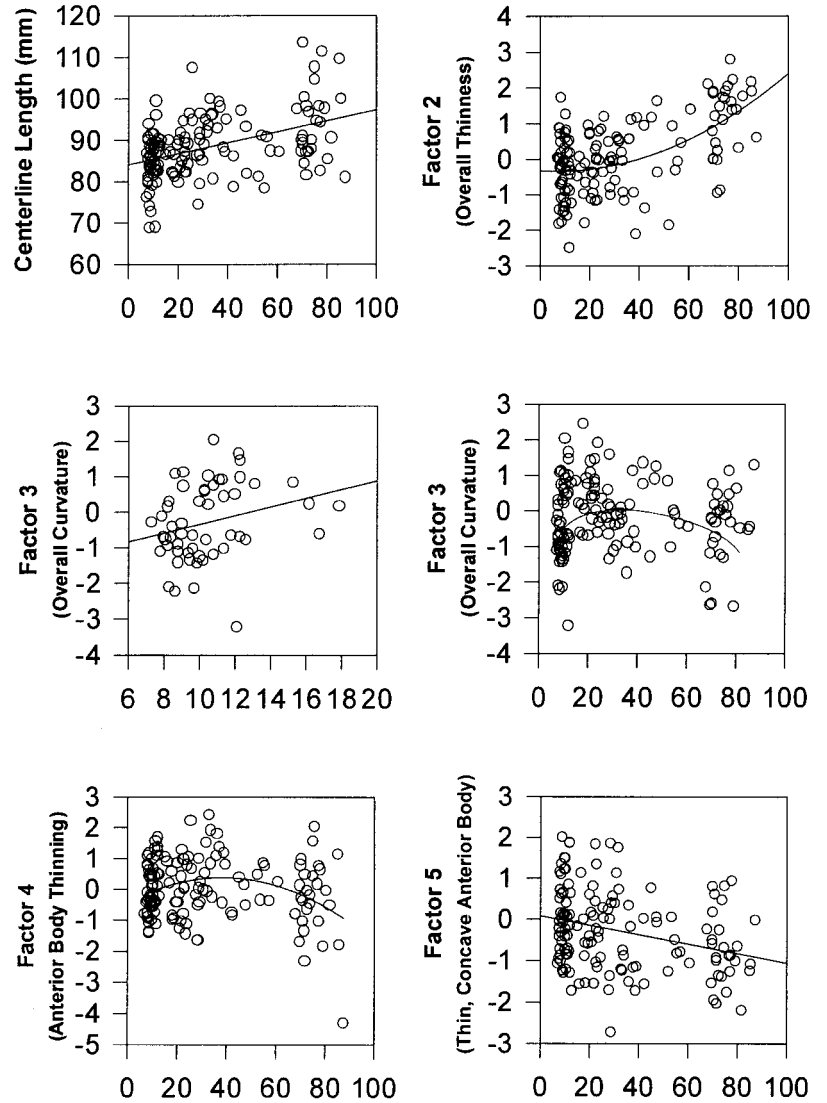 Centerline Length (mm)
120
110
100
90
80
70
60
0 20 40 60 80 100
Factor 2
(Overall Thinness)
4
3
2
1
0
-1
-2
-3
0 20 40 60 80 100
Factor 3
(Overall Curvature)
3
2
1
0
-1
-2
-3
-4
6 8 10 12 14 16 18 20
Factor 3
(Overall Curvature)
3
2
1
0
-1
-2
-3
-4
0 20 40 60 80 100
Factor 4
(Anterior Body Thinning)
3
2
1
0
-1
-2
-3
-4
-5
0 20 40 60 80 100
Factor 5
(Thin, Concave Anterior Body)
3
2
1
0
-1
-2
-3
0 20 40 60 80 100